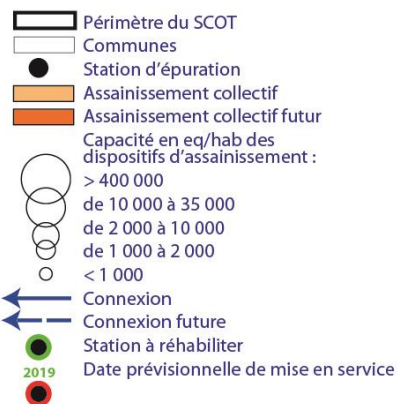 Périmètre du SCOT
Communes
Station d'épuration
Assainissement collectif
Assainissement collectif futur
Capacité en eq/hab des
dispositifs d'assainissement :
> 400 000
de 10 000 à 35 000
de 2 000 à 10 000
de 1 000 à 2 000
< 1 000
Connexion
Connexion future
Station à réhabiliter
2019 Date prévisionnelle de mise en service